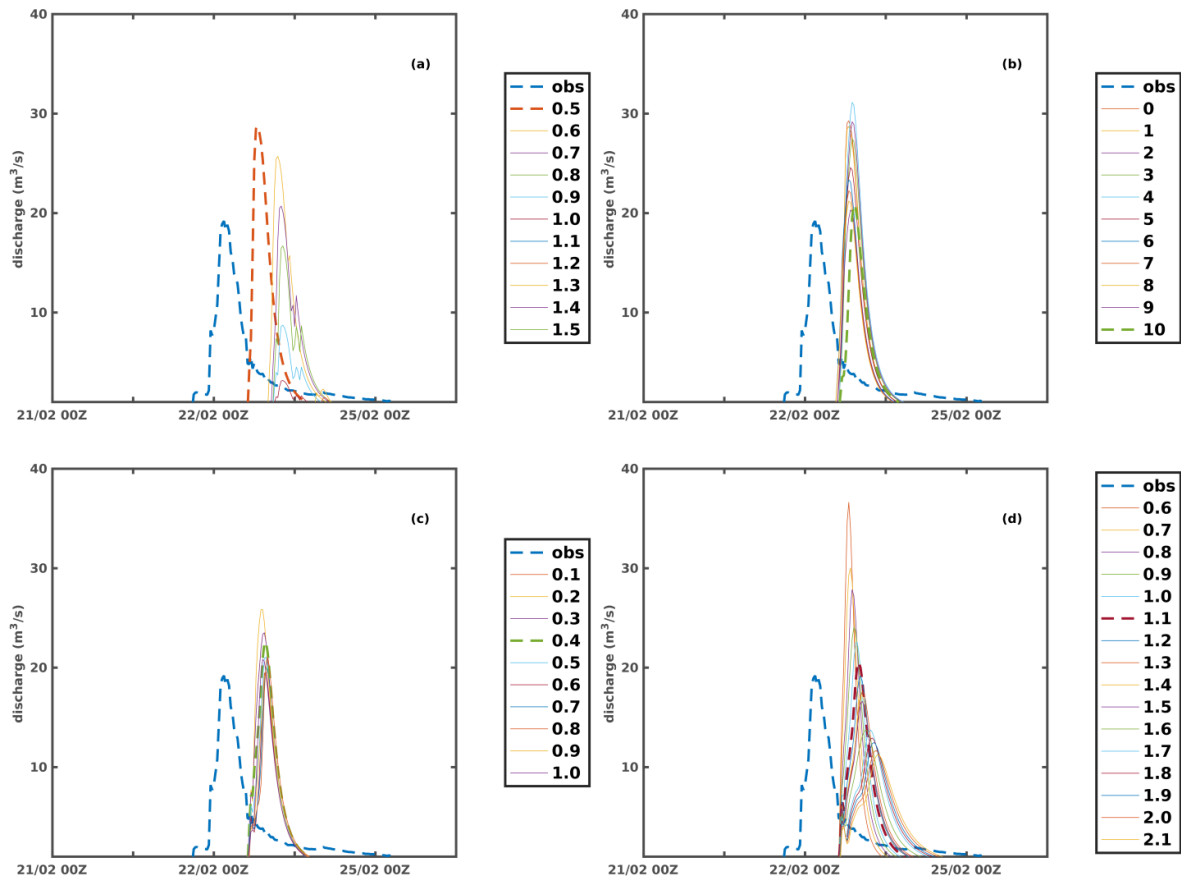 40
30
20
10
discharge (m³/s)
(a)
21/02 00Z
22/02 00Z
25/02 00Z
obs
0.5
0.6
0.7
0.8
0.9
1.0
1.1
1.2
1.3
1.4
1.5
40
30
20
10
discharge (m³/s)
(b)
21/02 00Z
22/02 00Z
25/02 00Z
obs
0
1
2
3
4
5
6
7
8
9
10
40
30
20
10
discharge (m³/s)
(c)
21/02 00Z
22/02 00Z
25/02 00Z
obs
0.1
0.2
0.3
0.4
0.5
0.6
0.7
0.8
0.9
1.0
40
30
20
10
discharge (m³/s)
(d)
21/02 00Z
22/02 00Z
25/02 00Z
obs
0.6
0.7
0.8
0.9
1.0
1.1
1.2
1.3
1.4
1.5
1.6
1.7
1.8
1.9
2.0
2.1